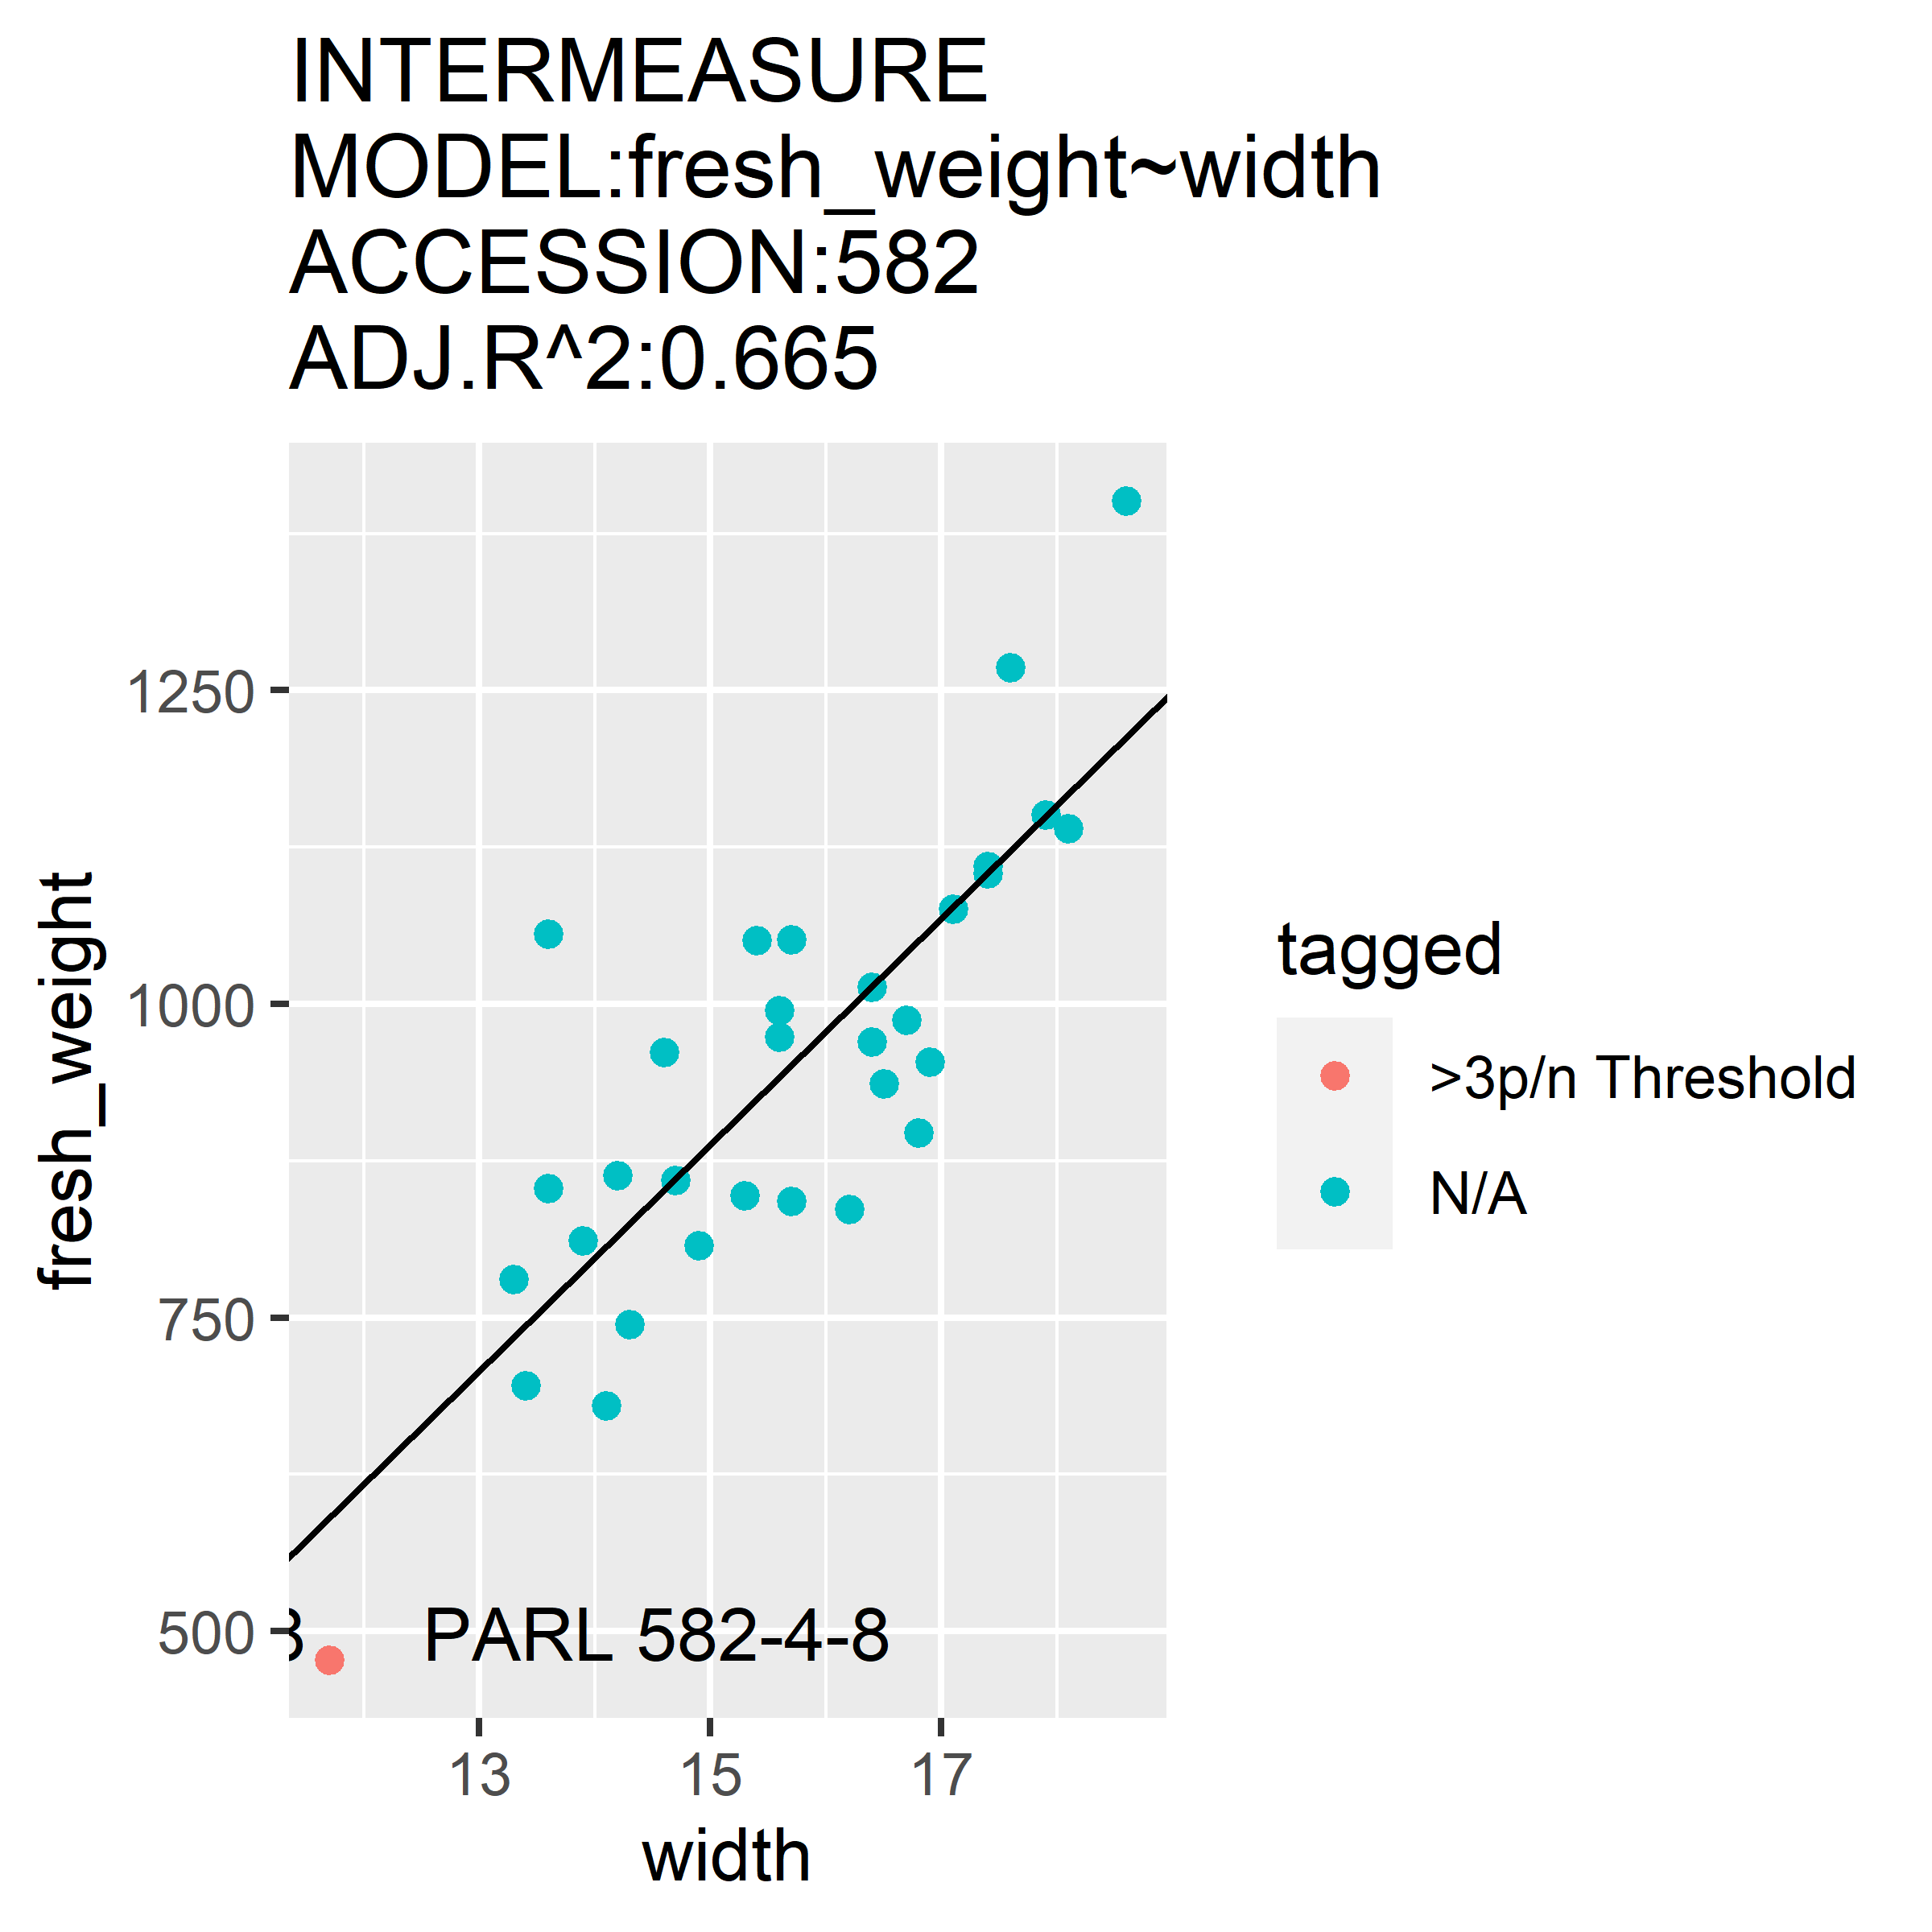 INTERMEASURE
MODEL:fresh_weight~width
ACCESSION:582
ADJ.R^2:0.665
1250
1000
750
500
fresh_weight
PARL 582-4-8
13 15 17
width
tagged
>3p/n Threshold
N/A